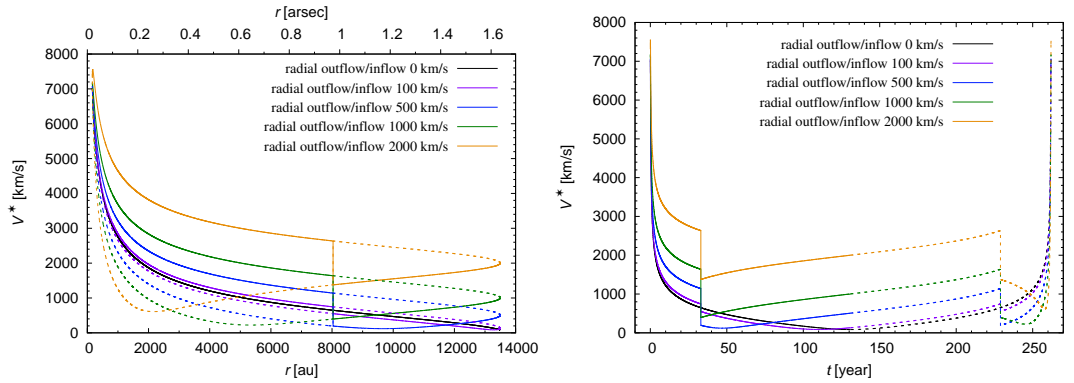 r [arsec]
0 0.2 0.4 0.6 0.8 1 1.2 1.4 1.6
8000
7000
6000
5000
4000
3000
2000
1000
0
V* [km/s]
radial outflow/inflow 0 km/s
radial outflow/inflow 100 km/s
radial outflow/inflow 500 km/s
radial outflow/inflow 1000 km/s
radial outflow/inflow 2000 km/s
0 2000 4000 6000 8000 10000 12000 14000
r [au]
8000
7000
6000
5000
4000
3000
2000
1000
0
V* [km/s]
radial outflow/inflow 0 km/s
radial outflow/inflow 100 km/s
radial outflow/inflow 500 km/s
radial outflow/inflow 1000 km/s
radial outflow/inflow 2000 km/s
0 50 100 150 200 250
t [year]